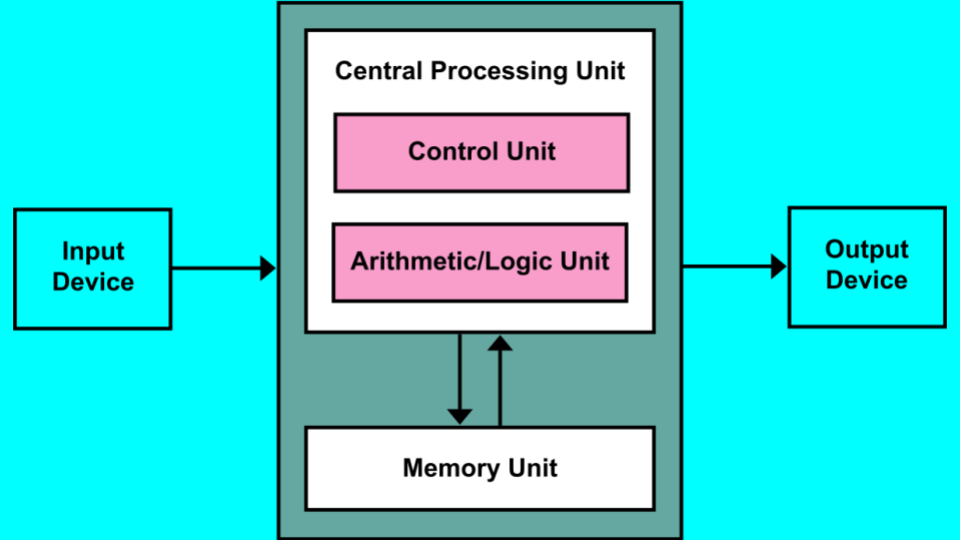 Central Processing Unit
Control Unit
Input
Device
Arithmetic/Logic Unit
Output
Device
Memory Unit